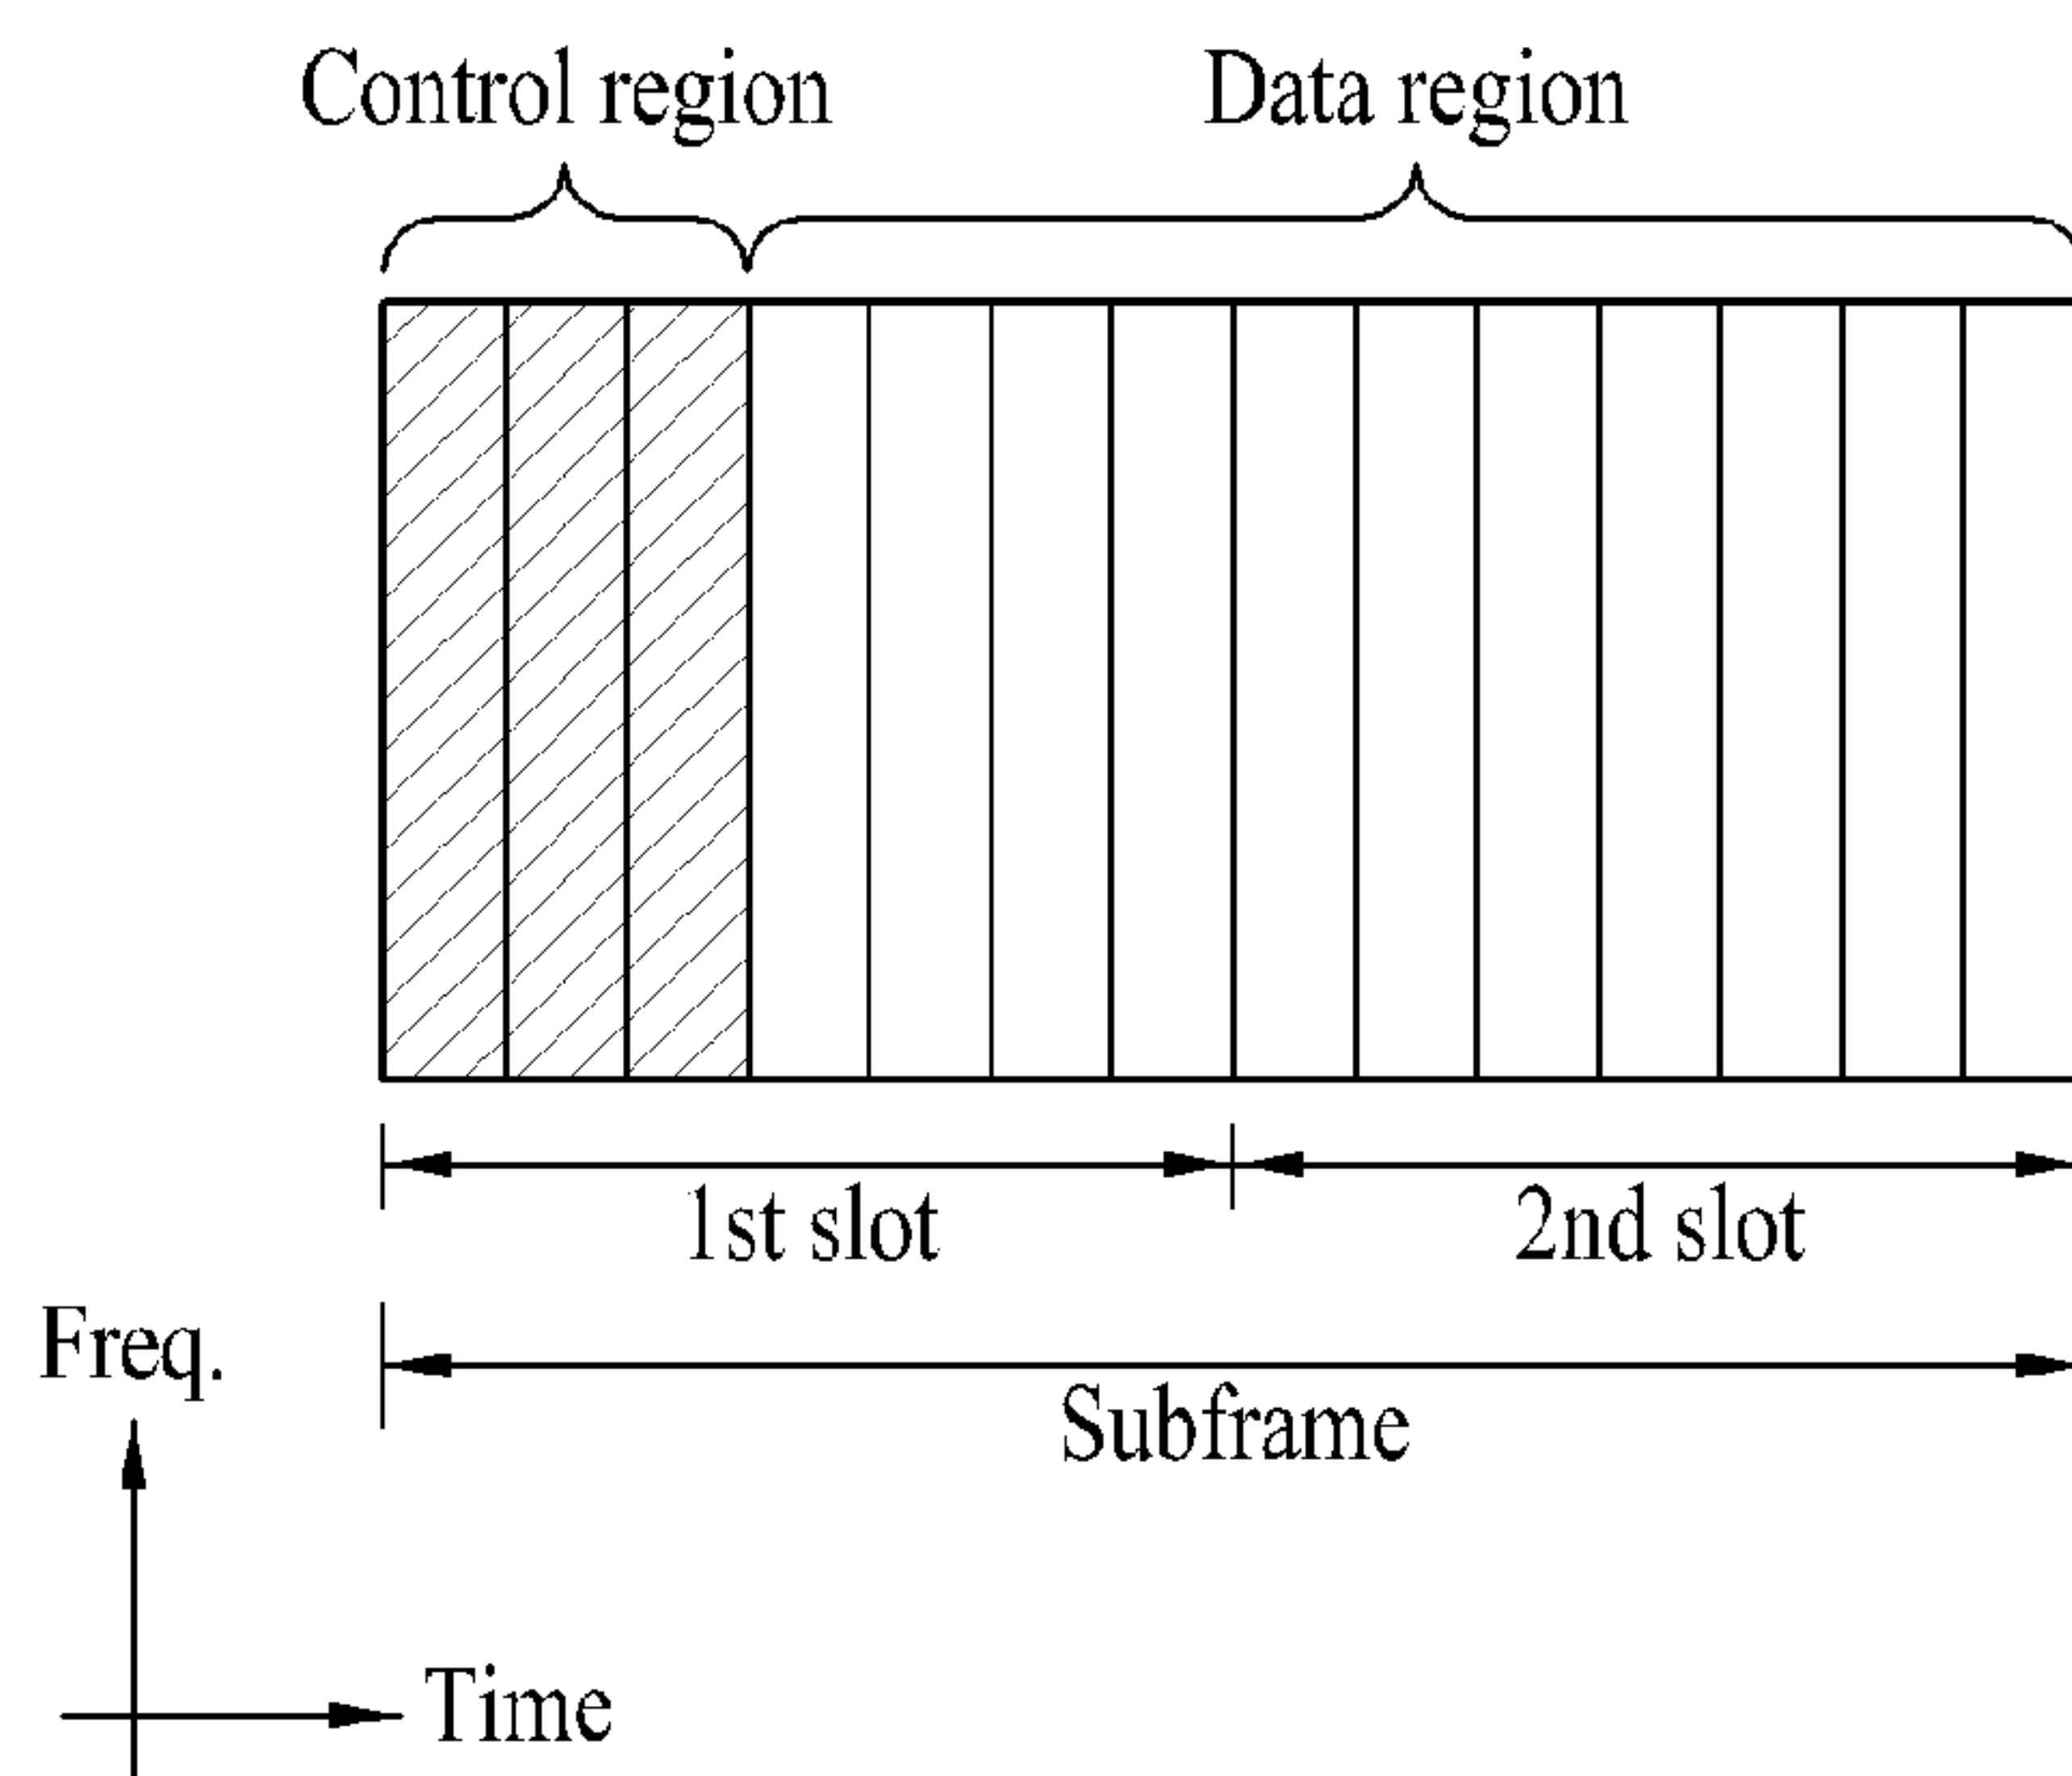 Control region
Data region
1st slot
2nd slot
Subframe
Freq.
Time